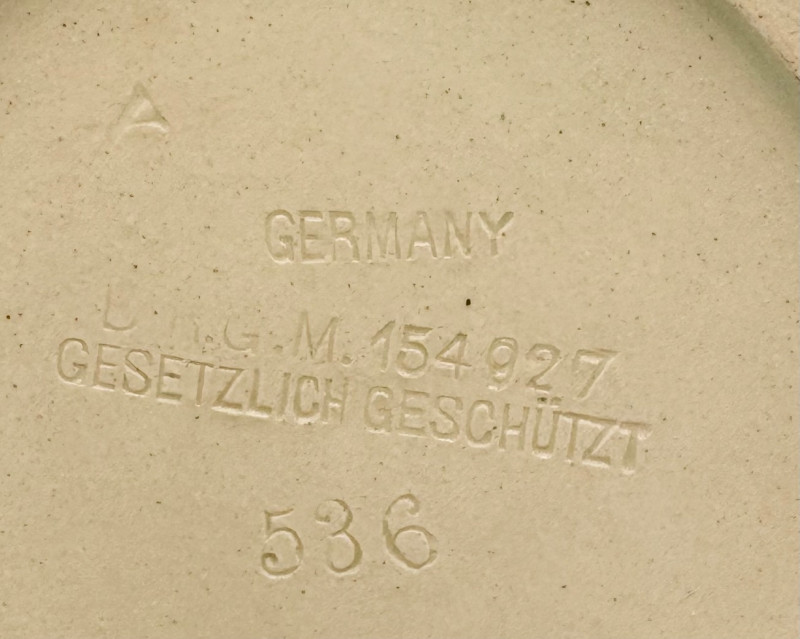 A
GERMANY
D.R.G.M. 154927
GESETZLICH GESCHÜTZT
536